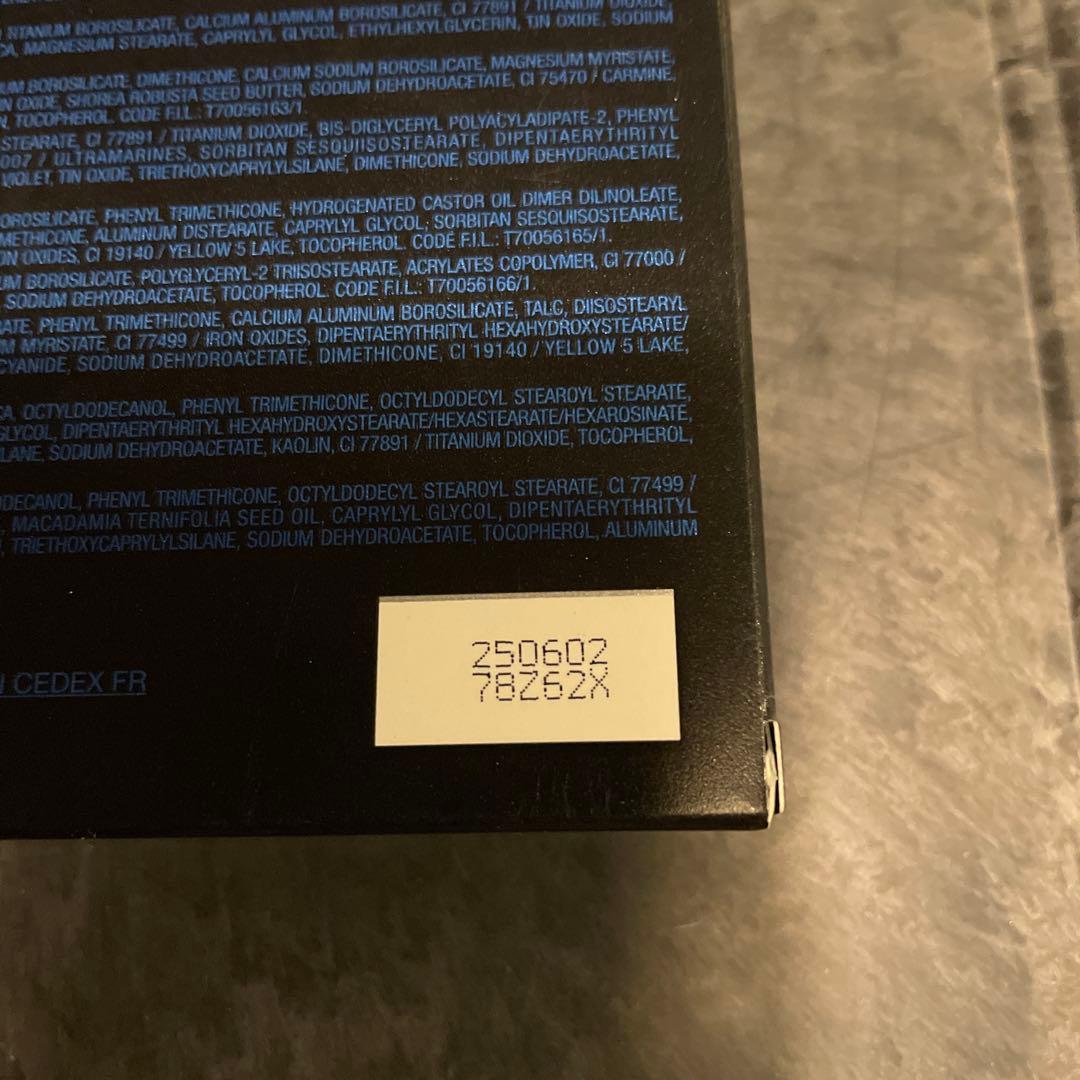 STANIUM BOROSILICATE, CALCIUM ALUMINUM BOROSILICATE, CI 77891 / TITANIUM DIOXIDE,
CA, MAGNESIUM STEARATE, CAPRYLYL GLYCOL, ETHYLHEXYLGLYCERIN, TIN OXIDE, SODIUM
UM BOROSILICATE, DIMETHICONE, CALCIUM SODIUM BOROSILICATE, MAGNESIUM MYRISTATE,
IN OXIDE, SHOREA ROBUSTA SEED BUTTER, SODIUM DEHYDROACETATE, CI 75470 / CARMINE,
N, TOCOPHEROL. CODE F.I.L.: T70056163/1.
STEARATE, CI 77891 / TITANIUM DIOXIDE, BIS-DIGLYCERYL POLYACYLADIPATE-2, PHENYL
007 / ULTRAMARINES, SORBITAN SESQUIISOSTEARATE, DIPENTAERYTHRITYL
VIOLET, TIN OXIDE, TRIETHOXYCAPRYLYLSILANE, DIMETHICONE, SODIUM DEHYDROACETATE,
OROSILICATE, PHENYL TRIMETHICONE, HYDROGENATED CASTOR OIL DIMER DILINOLEATE,
METHICONE, ALUMINUM DISTEARATE, CAPRYLYL GLYCOL, SORBITAN SESQUIISOSTEARATE,
ON OXIDES, CI 19140 / YELLOW 5 LAKE, TOCOPHEROL. CODE F.I.L.: T70056165/1.
UM BOROSILICATE, POLYGLYCERYL-2 TRIISOSTEARATE, ACRYLATES COPOLYMER, CI 77000 /
SODIUM DEHYDROACETATE, TOCOPHEROL. CODE F.I.L.: T70056166/1.
ATE, PHENYL TRIMETHICONE, CALCIUM ALUMINUM BOROSILICATE, TALC, DIISOSTEARYL
M MYRISTATE, CI 77499 / IRON OXIDES, DIPENTAERYTHRITYL HEXAHYDROXYSTEARATE/
CYANIDE, SODIUM DEHYDROACETATE, DIMETHICONE, CI 19140 / YELLOW 5 LAKE,
CA, OCTYLDODECANOL, PHENYL TRIMETHICONE, OCTYLDODECYL STEAROYL STEARATE,
GLYCOL, DIPENTAERYTHRITYL HEXAHYDROXYSTEARATE/HEXASTEARATE/HEXAROSINATE,
LANE, SODIUM DEHYDROACETATE, KAOLIN, CI 77891 / TITANIUM DIOXIDE, TOCOPHEROL,
DECANOL, PHENYL TRIMETHICONE, OCTYLDODECYL STEAROYL STEARATE, CI 77499 /
MACADAMIA TERNIFOLIA SEED OIL, CAPRYLYL GLYCOL, DIPENTAERYTHRITYL
TRIETHOXYCAPRYLYLSILANE, SODIUM DEHYDROACETATE, TOCOPHEROL, ALUMINUM
CEDEX FR
250602
78Z62X